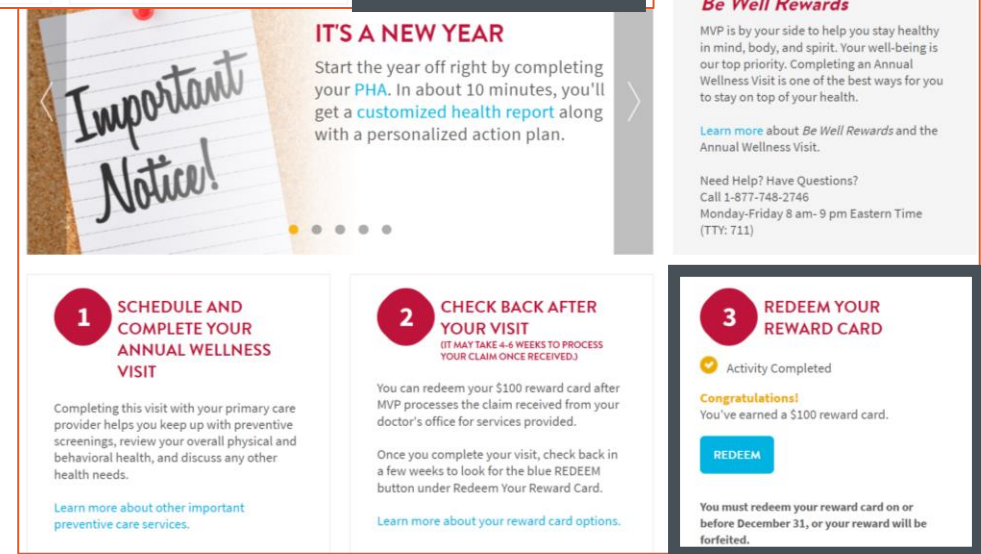 Important
Notice!
IT'S A NEW YEAR
Start the year off right by completing
your PHA. In about 10 minutes, you'll
get a customized health report along
with a personalized action plan.
Be Well Rewards
MVP is by your side to help you stay healthy
in mind, body, and spirit. Your well-being is
our top priority. Completing an Annual
Wellness Visit is one of the best ways for you
to stay on top of your health.
Learn more about Be Well Rewards and the
Annual Wellness Visit.
Need Help? Have Questions?
Call 1-877-748-2746
Monday-Friday 8 am- 9 pm Eastern Time
(TTY: 711)
1
SCHEDULE AND
COMPLETE YOUR
ANNUAL WELLNESS
VISIT
Completing this visit with your primary care
provider helps you keep up with preventive
screenings, review your overall physical and
behavioral health, and discuss any other
health needs.
Learn more about other important
preventive care services.
2
CHECK BACK AFTER
YOUR VISIT
(IT MAY TAKE 4-6 WEEKS TO PROCESS
YOUR CLAIM ONCE RECEIVED.)
You can redeem your $100 reward card after
MVP processes the claim received from your
doctor's office for services provided.
Once you complete your visit, check back in
a few weeks to look for the blue REDEEM
button under Redeem Your Reward Card.
Learn more about your reward card options.
3
REDEEM YOUR
REWARD CARD
Activity Completed
Congratulations!
You've earned a $100 reward card.
REDEEM
You must redeem your reward card on or
before December 31, or your reward will be
forfeited.